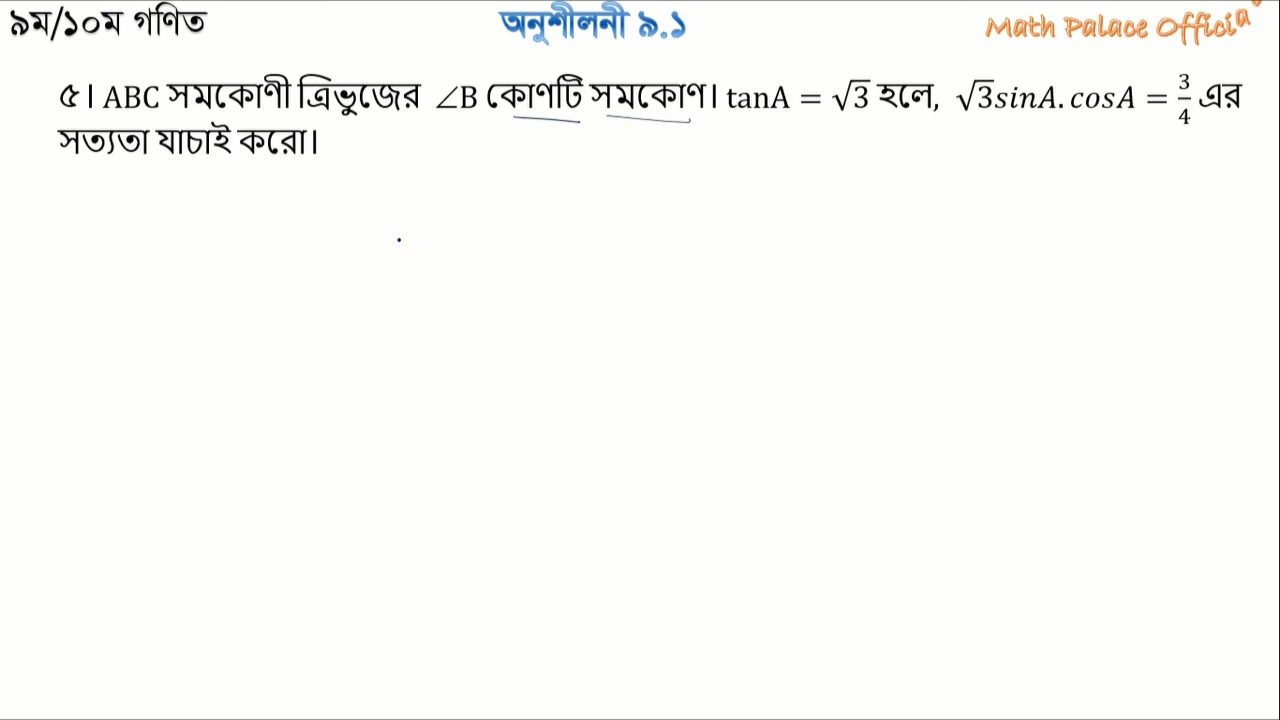 ৯ম/১০ম গণিত
অনুশীলনী ৯.১
Math Palace Official
৫। ABC সমকোণী ত্রিভুজের ∠B কোণটি সমকোণ। tanA = √3 হলে, √3sinA.cosA = 3/4 এর
সত্যতা যাচাই করো।